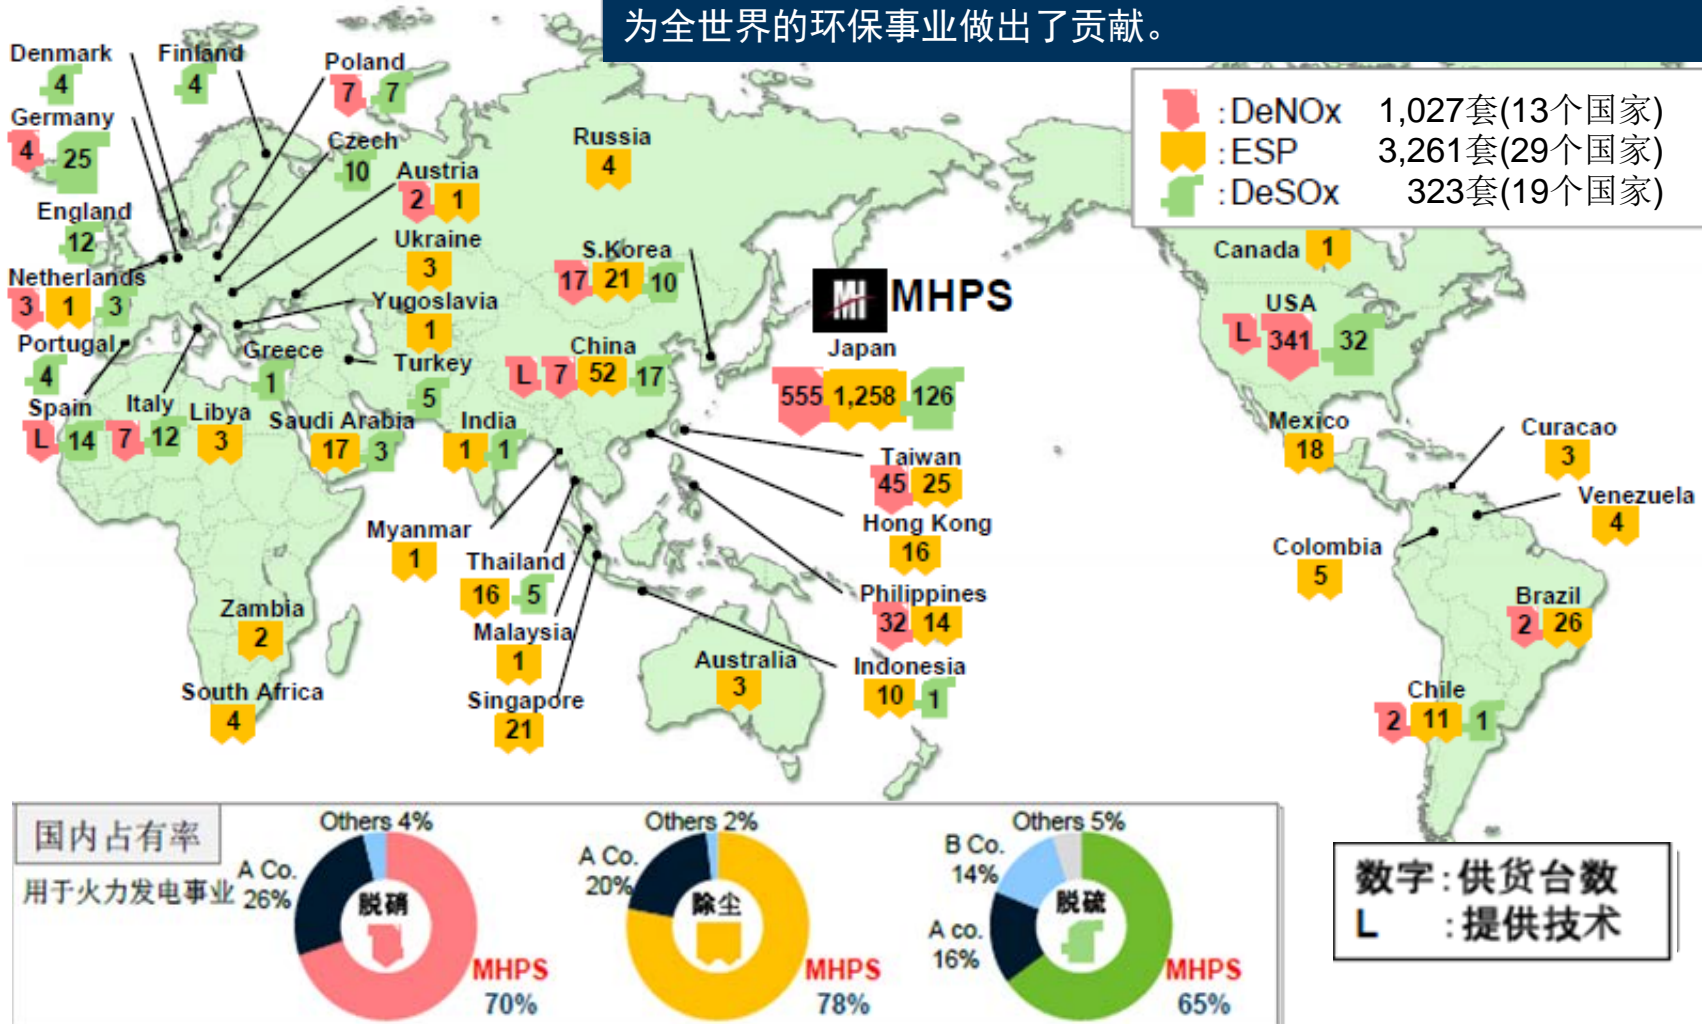 为全世界的环保事业做出了贡献。
:DeNOx 1,027套(13个国家)
:ESP 3,261套(29个国家)
:DeSOx 323套(19个国家)
Denmark
4
Finland
4
Poland
7 7
Germany
4 25
Czech
10
Austria
2 1
Russia
4
England
12
Ukraine
3
S.Korea
17 21 10
Netherlands
3 1 3
Yugoslavia
1
MHPS
Japan
555 1,258 126
Portugal
4
Greece
1
Turkey
5
China
L 7 52 17
Spain
L 14
Italy
7 12
Libya
3
Saudi Arabia
17 3
India
1 1
Taiwan
45 25
Hong Kong
16
Myanmar
1
Thailand
16 5
Philippines
32 14
Malaysia
1
Singapore
21
Indonesia
10 1
Australia
3
Zambia
2
South Africa
4
Canada 1
USA
L 341 32
Mexico
18
Curacao
3
Venezuela
4
Colombia
5
Brazil
2 26
Chile
2 11 1
国内占有率
用于火力发电事业
Others 4%
A Co.
26%
脱硝
MHPS
70%
Others 2%
A Co.
20%
除尘
MHPS
78%
Others 5%
B Co.
14%
A co.
16%
脱硫
MHPS
65%
数字:供货台数
L :提供技术